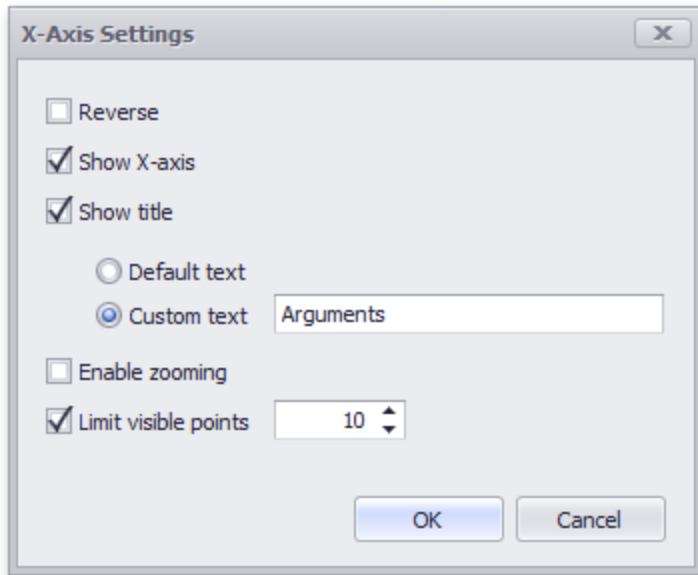 X-Axis Settings
Reverse
Show X-axis
Show title
Default text
Custom text Arguments
Enable zooming
Limit visible points 10
OK Cancel